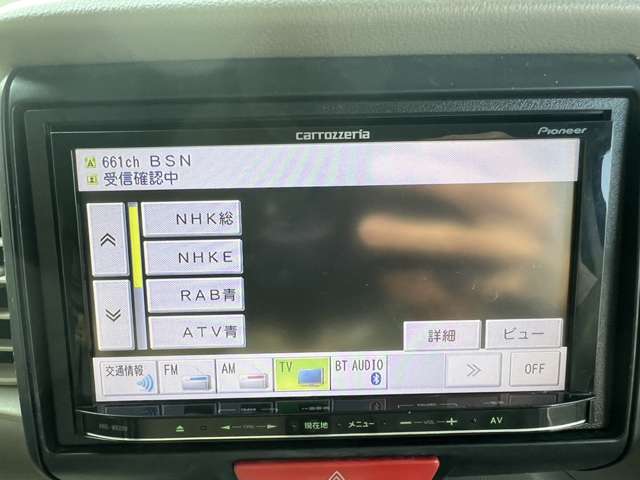 carrozzeria
Pioneer
A 661ch BSN
受信確認中
NHK総
NHKE
RAB青
ATV青
詳細 ビュー
交通情報 FM AM TV BT AUDIO OFF
現在地 メニュー − VOL + AV